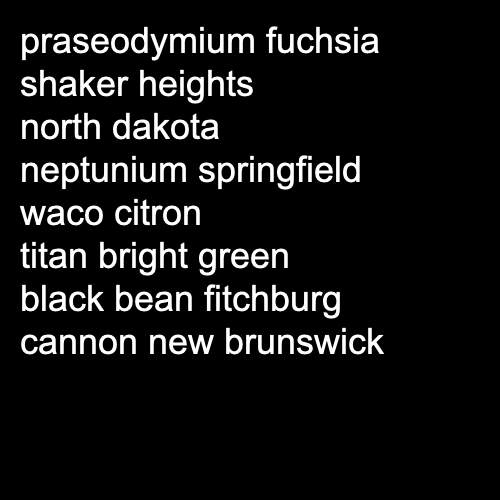 praseodymium fuchsia
shaker heights
north dakota
neptunium springfield
waco citron
titan bright green
black bean fitchburg
cannon new brunswick